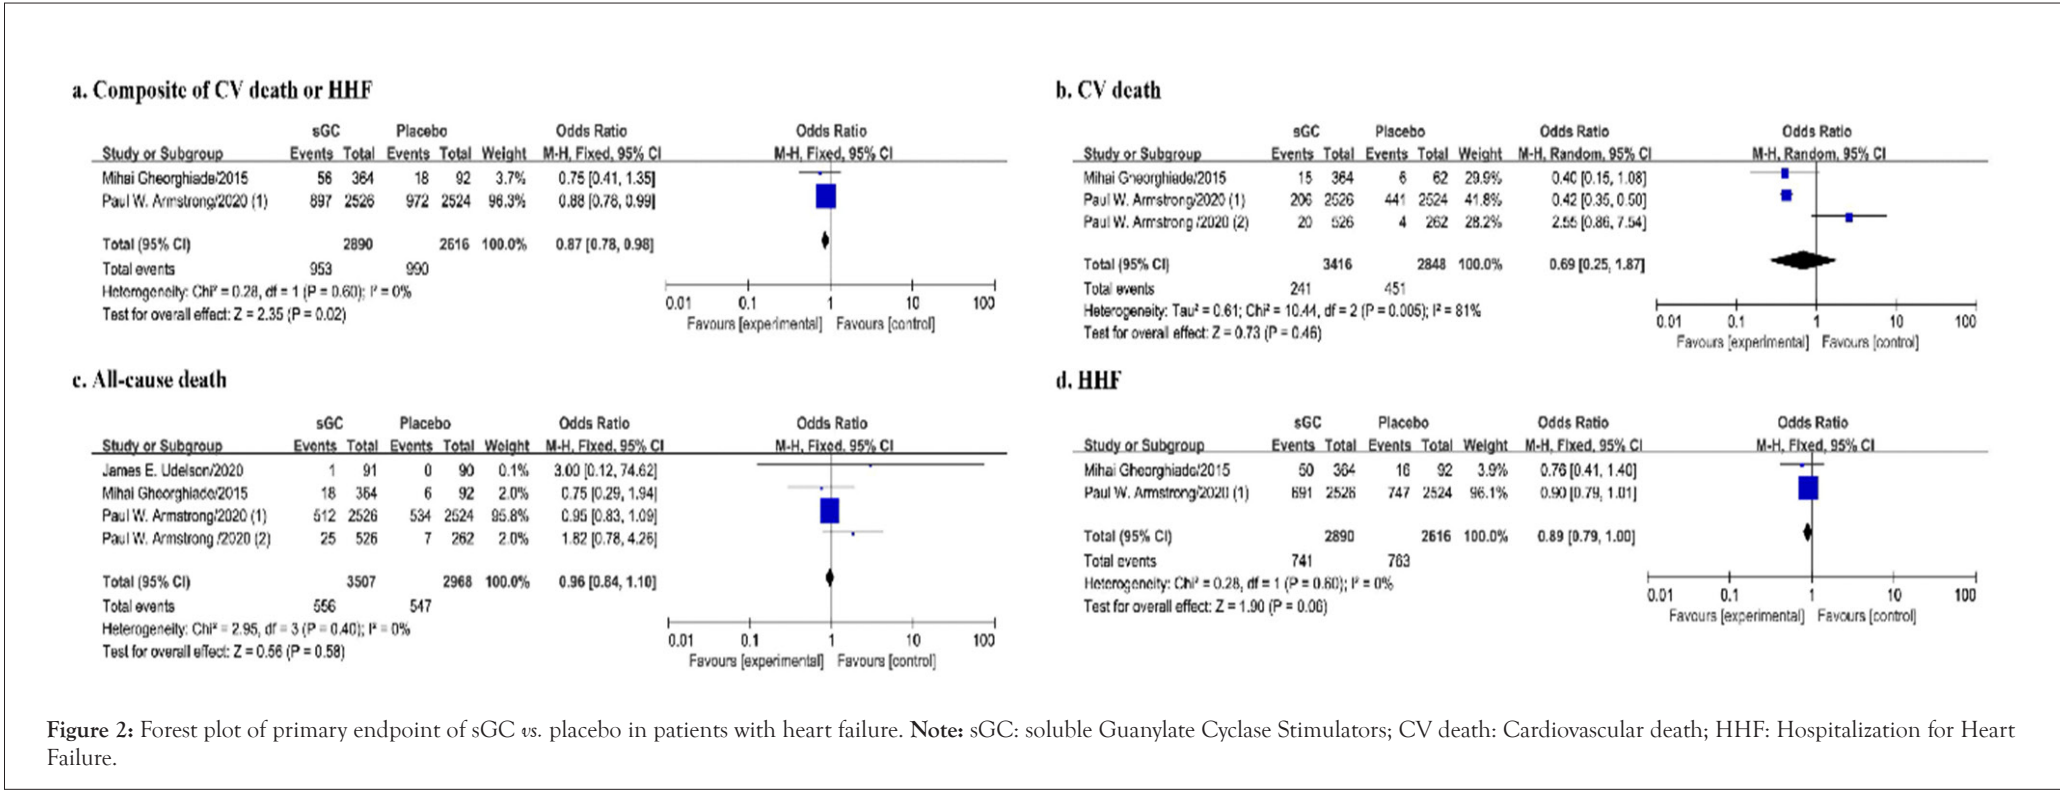 a. Composite of CV death or HHF
sGC Placebo Odds Ratio Odds Ratio
Study or Subgroup Events Total Events Total Weight M-H, Fixed, 95% CI M-H, Fixed, 95% CI
Mihai Gheorghiade/2015 56 364 18 92 3.7% 0.75 [0.41, 1.35]
Paul W. Armstrong/2020 (1) 897 2526 972 2524 96.3% 0.88 [0.78, 0.99]
Total (95% CI) 2890 2616 100.0% 0.87 [0.78, 0.98]
Total events 953 990
Heterogeneity: Chi² = 0.28, df = 1 (P = 0.60); I² = 0%
Test for overall effect: Z = 2.35 (P = 0.02)
0.01 0.1 1 10 100
Favours [experimental] Favours [control]
b. CV death
sGC Placebo Odds Ratio Odds Ratio
Study or Subgroup Events Total Events Total Weight M-H, Random, 95% CI M-H, Random, 95% CI
Mihai Gheorghiade/2015 15 364 6 62 29.9% 0.40 [0.15, 1.08]
Paul W. Armstrong/2020 (1) 206 2526 441 2524 41.8% 0.42 [0.35, 0.50]
Paul W. Armstrong /2020 (2) 20 526 4 262 28.2% 2.55 [0.86, 7.54]
Total (95% CI) 3416 2848 100.0% 0.69 [0.25, 1.87]
Total events 241 451
Heterogeneity: Tau² = 0.61; Chi² = 10.44, df = 2 (P = 0.005); I² = 81%
Test for overall effect: Z = 0.73 (P = 0.46)
0.01 0.1 1 10 100
Favours [experimental] Favours [control]
c. All-cause death
sGC Placebo Odds Ratio Odds Ratio
Study or Subgroup Events Total Events Total Weight M-H, Fixed, 95% CI M-H, Fixed, 95% CI
James E. Udelson/2020 1 91 0 90 0.1% 3.00 [0.12, 74.62]
Mihai Gheorghiade/2015 18 364 6 92 2.0% 0.75 [0.29, 1.94]
Paul W. Armstrong/2020 (1) 512 2526 534 2524 95.8% 0.95 [0.83, 1.09]
Paul W. Armstrong /2020 (2) 25 526 7 262 2.0% 1.82 [0.78, 4.26]
Total (95% CI) 3507 2968 100.0% 0.96 [0.84, 1.10]
Total events 556 547
Heterogeneity: Chi² = 2.95, df = 3 (P = 0.40); I² = 0%
Test for overall effect: Z = 0.56 (P = 0.58)
0.01 0.1 1 10 100
Favours [experimental] Favours [control]
d. HHF
sGC Placebo Odds Ratio Odds Ratio
Study or Subgroup Events Total Events Total Weight M-H, Fixed, 95% CI M-H, Fixed, 95% CI
Mihai Gheorghiade/2015 50 364 16 92 3.9% 0.76 [0.41, 1.40]
Paul W. Armstrong/2020 (1) 691 2526 747 2524 96.1% 0.90 [0.79, 1.01]
Total (95% CI) 2890 2616 100.0% 0.89 [0.79, 1.00]
Total events 741 763
Heterogeneity: Chi² = 0.28, df = 1 (P = 0.60); I² = 0%
Test for overall effect: Z = 1.90 (P = 0.06)
0.01 0.1 1 10 100
Favours [experimental] Favours [control]
Figure 2: Forest plot of primary endpoint of sGC vs. placebo in patients with heart failure. Note: sGC: soluble Guanylate Cyclase Stimulators; CV death: Cardiovascular death; HHF: Hospitalization for Heart
Failure.